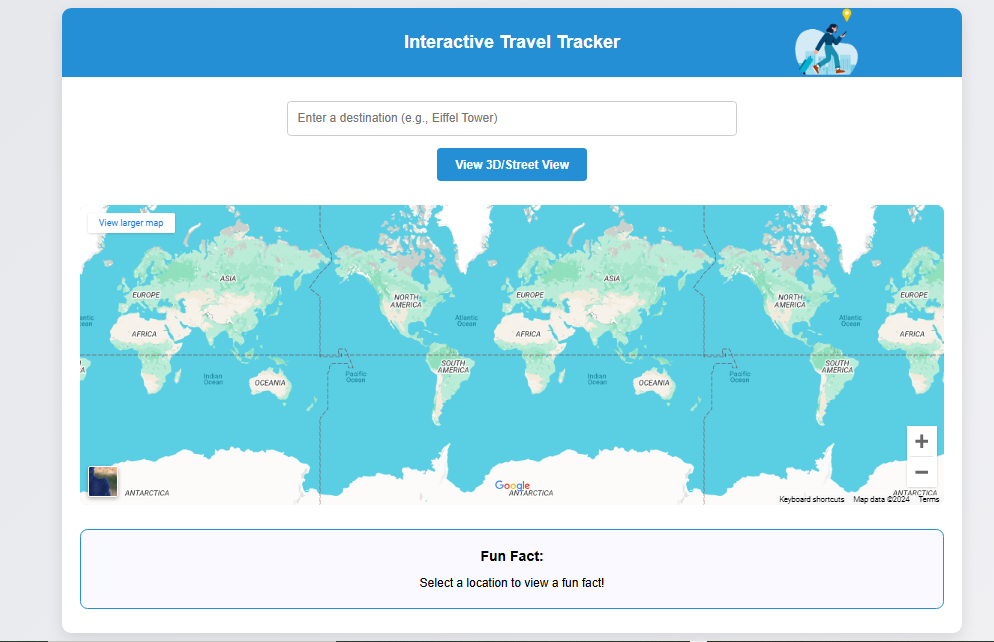 Interactive Travel Tracker
Enter a destination (e.g., Eiffel Tower)
View 3D/Street View
View larger map
ASIA
ASIA
EUROPE
NORTH
AMERICA
EUROPE
NORTH
AMERICA
EUROPE
Atlantic
Ocean
Atlantic
Ocean
AFRICA
AFRICA
AFRICA
SOUTH
AMERICA
SOUTH
AMERICA
Indian
Ocean
Pacific
Ocean
Indian
Ocean
Pacific
Ocean
OCEANIA
OCEANIA
Google
ANTARCTICA
ANTARCTICA
ANTARCTICA
Keyboard shortcuts Map data ©2024 Terms
Fun Fact:
Select a location to view a fun fact!